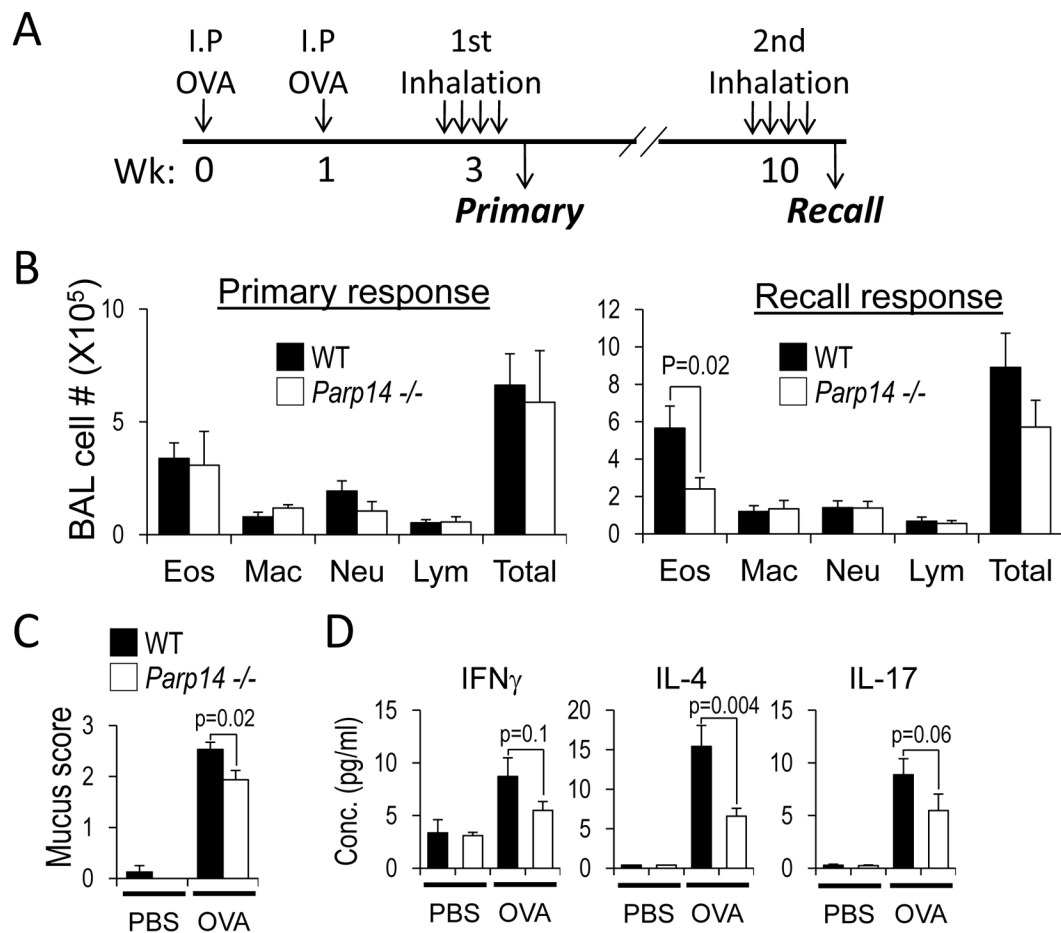 A
I.P I.P 1st 2nd
OVA OVA Inhalation Inhalation
Wk: 0 1 3 10
Primary Recall
B
Primary response Recall response
BAL cell # (X10⁵)
10
5
0
WT
Parp14 -/-
Eos Mac Neu Lym Total
12
10
8
6
4
2
0
P=0.02
WT
Parp14 -/-
Eos Mac Neu Lym Total
C
WT
Parp14 -/-
Mucus score
3
2
1
0
p=0.02
PBS OVA
D
IFNγ IL-4 IL-17
Conc. (pg/ml)
15
10
5
0
p=0.1
PBS OVA
20
15
10
5
0
p=0.004
PBS OVA
15
10
5
0
p=0.06
PBS OVA